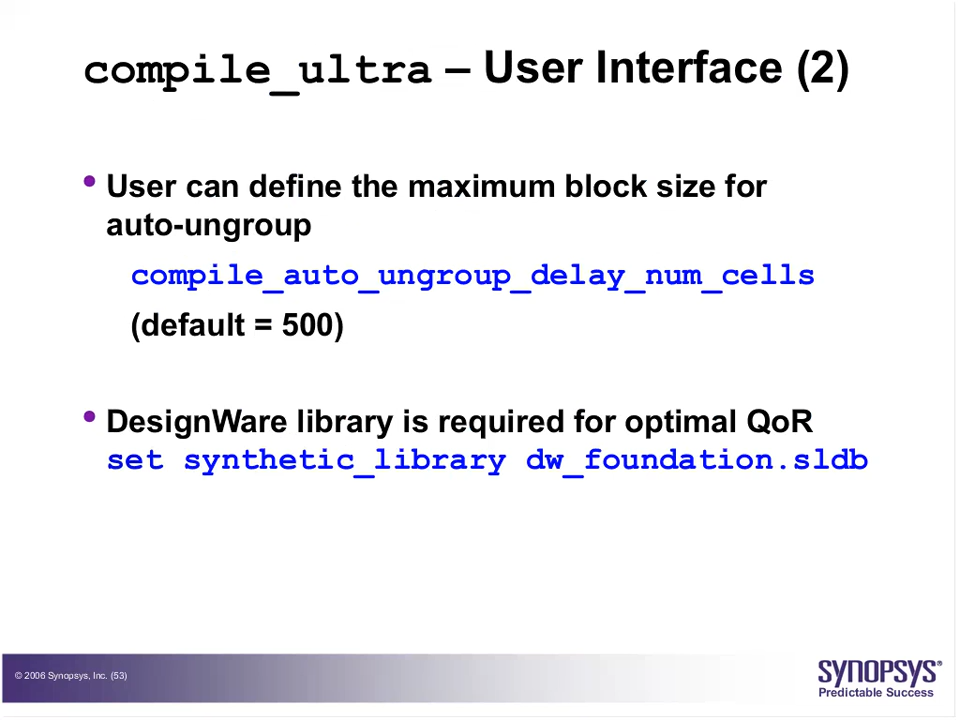 compile_ultra – User Interface (2)
• User can define the maximum block size for
auto-ungroup
compile_auto_ungroup_delay_num_cells
(default = 500)
• DesignWare library is required for optimal QoR
set synthetic_library dw_foundation.sldb
© 2006 Synopsys, Inc. (53)
SYNOPSYS®
Predictable Success